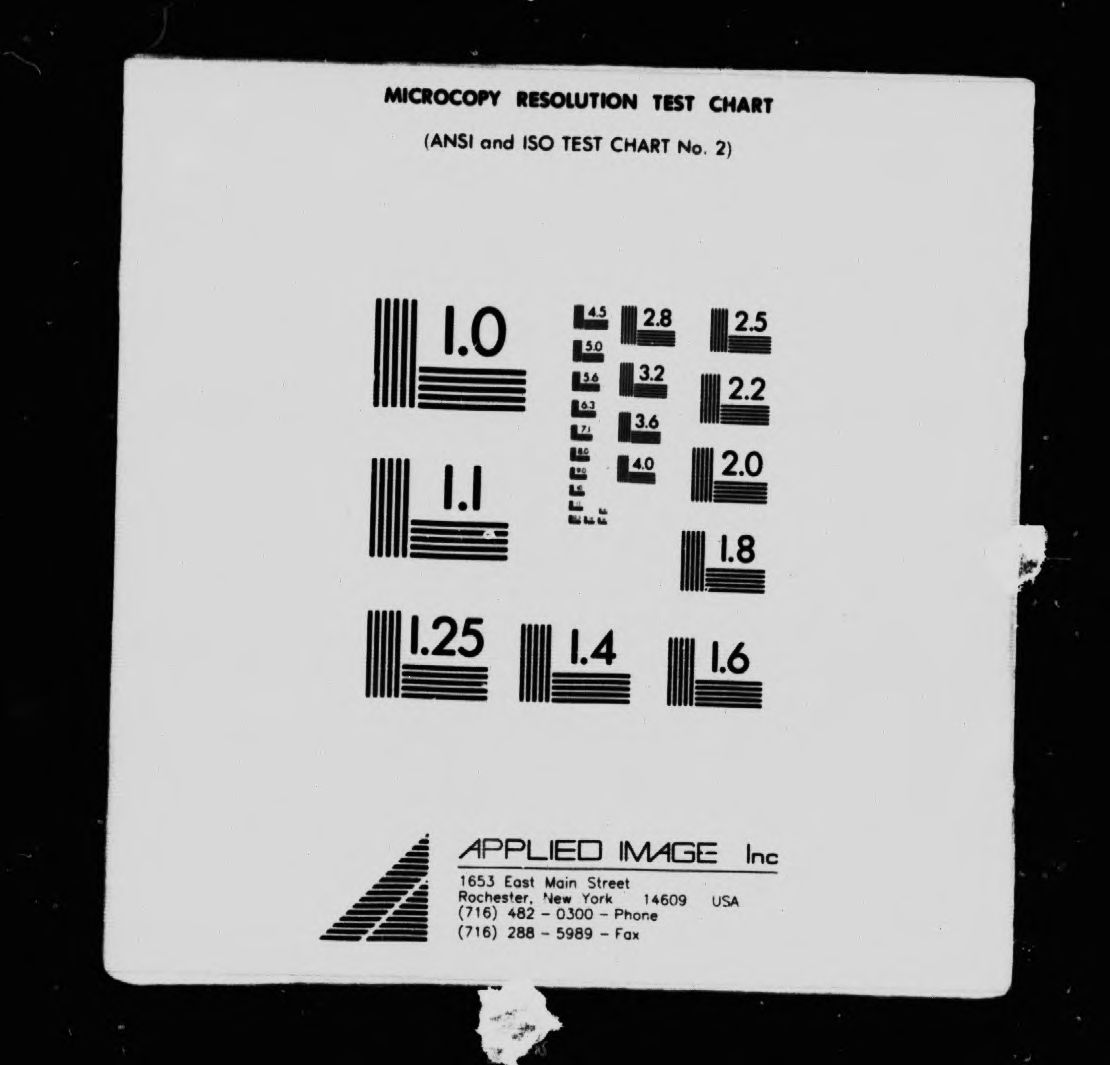 MICROCOPY RESOLUTION TEST CHART
(ANSI and ISO TEST CHART No. 2)
1.0
4.5
2.8
2.5
5.0
5.6
3.2
2.2
6.3
3.6
7.1
8.0
4.0
2.0
9.0
1.1
1.8
1.25
1.4
1.6
APPLIED IMAGE Inc
1653 East Main Street
Rochester, New York 14609 USA
(716) 482 - 0300 - Phone
(716) 288 - 5989 - Fax